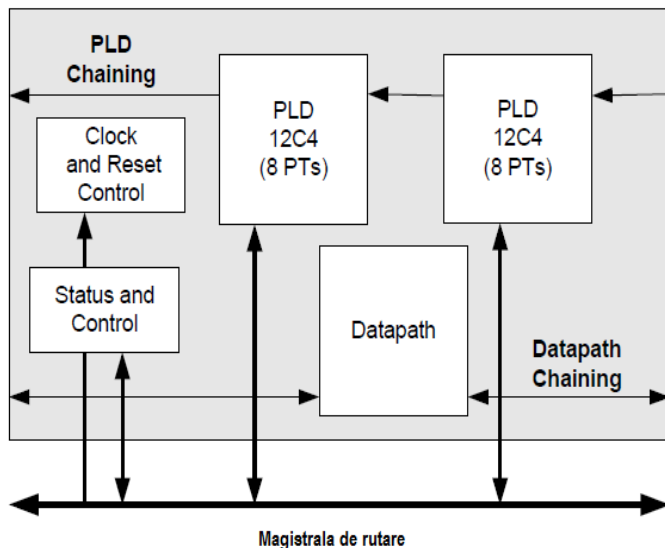 PLD
Chaining
PLD
12C4
(8 PTs)
PLD
12C4
(8 PTs)
Clock
and Reset
Control
Status and
Control
Datapath
Datapath
Chaining
Magistrala de rutare